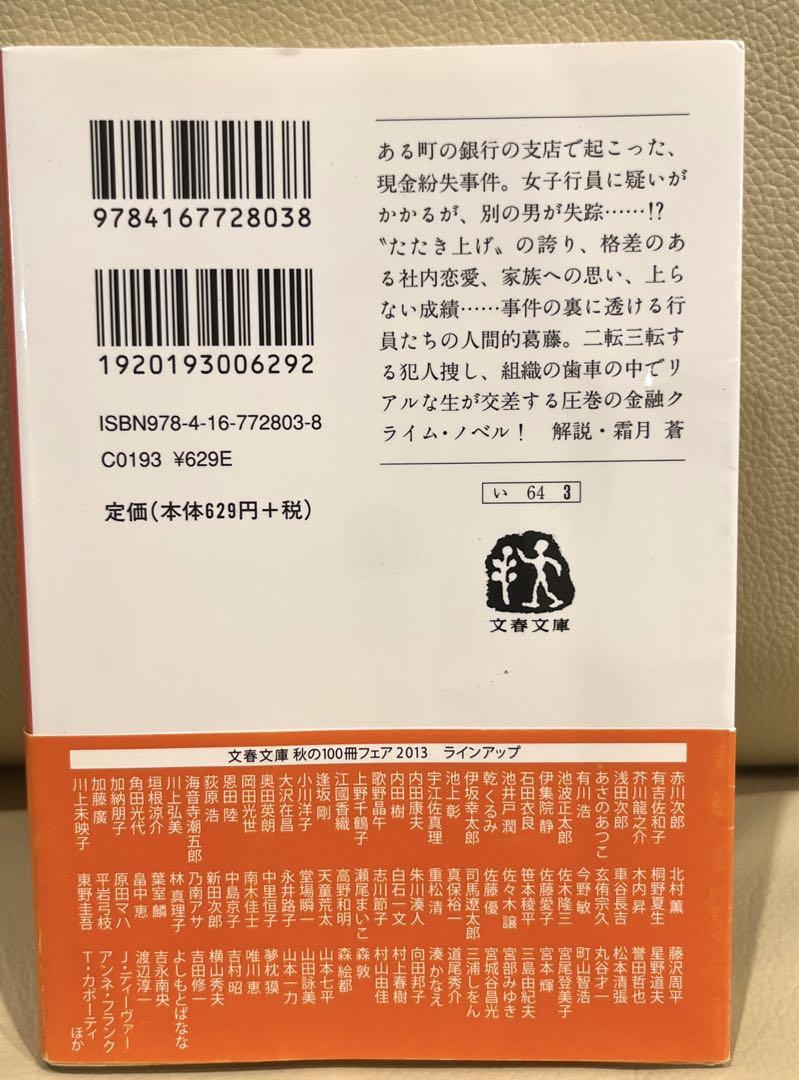 9784167728038
1920193006292
ISBN978-4-16-772803-8
C0193 ¥629E
定価(本体629円+税)
ある町の銀行の支店で起こった、
現金紛失事件。女子行員に疑いが
かかるが、別の男が失踪……!?
〝たたき上げ〟の誇り、格差のあ
る社内恋愛、家族への思い、上ら
ない成績……事件の裏に透ける行
員たちの人間的葛藤。二転三転す
る犯人捜し、組織の歯車の中でリ
アルな生が交差する圧巻の金融ク
ライム・ノベル! 解説・霜月 蒼
い 64 3
文春文庫
文春文庫 秋の100冊フェア2013 ラインアップ
赤川次郎
有吉佐和子
芥川龍之介
浅田次郎
あさのあつこ
有川 浩
池波正太郎
伊集院 静
石田衣良
池井戸 潤
乾くるみ
伊坂幸太郎
池上 彰
宇江佐真理
内田康夫
内田 樹
歌野晶午
上野千鶴子
江國香織
逢坂 剛
小川洋子
大沢在昌
奥田英朗
岡田光世
恩田 陸
荻原 浩
海音寺潮五郎
川上弘美
垣根涼介
角田光代
加納朋子
加藤 廣
川上未映子
北村 薫
桐野夏生
木内 昇
車谷長吉
玄侑宗久
今野 敏
佐木隆三
佐藤愛子
笹本稜平
佐々木 譲
佐藤 優
司馬遼太郎
真保裕一
重松 清
朱川湊人
白石一文
志川節子
瀬尾まいこ
高野和明
天童荒太
堂場瞬一
永井路子
中里恒子
南木佳士
中島京子
新田次郎
乃南アサ
林 真理子
葉室 麟
畠中 恵
原田マハ
平岩弓枝
東野圭吾
藤沢周平
星野道夫
誉田哲也
松本清張
丸谷才一
町山智浩
宮尾登美子
宮本 輝
三島由紀夫
宮部みゆき
宮城谷昌光
三浦しをん
道尾秀介
湊 かなえ
向田邦子
村上春樹
村山由佳
森 敦
森 絵都
山本七平
山田詠美
山本一力
夢枕 獏
唯川 恵
吉村 昭
横山秀夫
吉田修一
よしもとばなな
吉永南央
渡辺淳一
J・ディーヴァー
アンネ・フランク
T・カポーティ
ほか